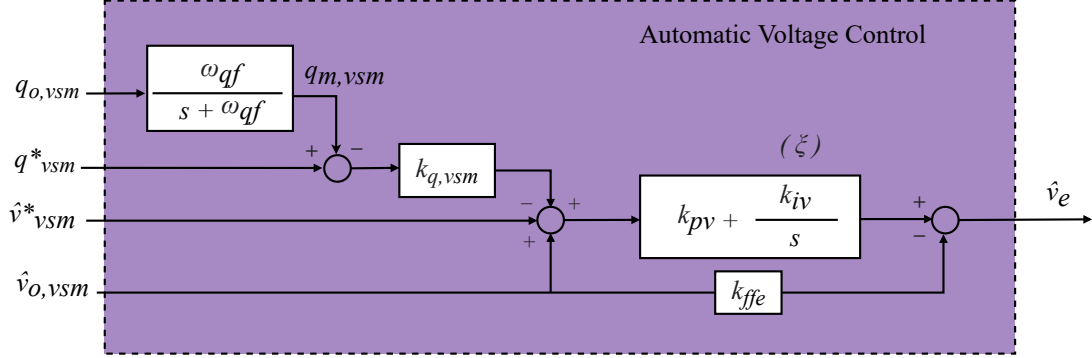 Automatic Voltage Control
q_{o,vsm}
ω_{qf}
s + ω_{qf}
q_{m,vsm}
+
−
q*_{vsm}
k_{q,vsm}
(ξ)
v̂*_{vsm}
−
+
+
k_{pv} + k_{iv}
s
+
−
v̂_e
v̂_{o,vsm}
k_{ffe}